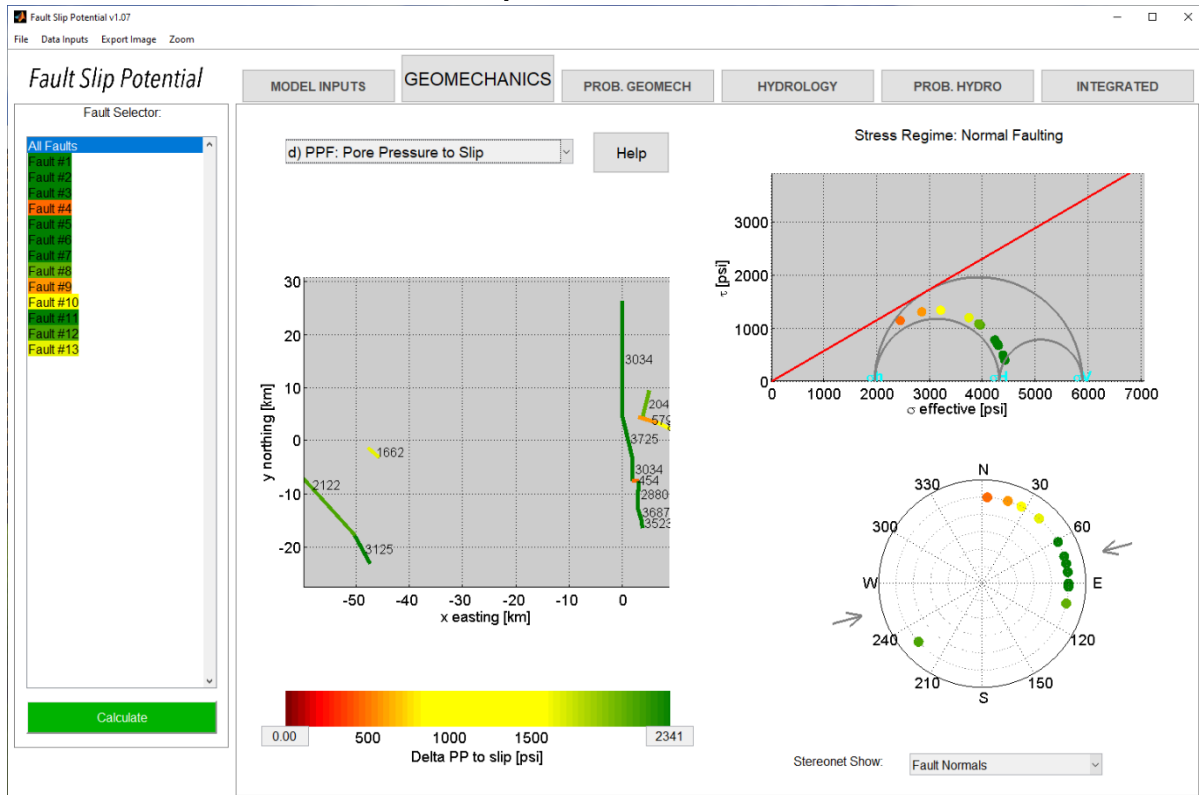 Fault Slip Potential v1.07
File Data Inputs Export Image Zoom
Fault Slip Potential
MODEL INPUTS
GEOMECHANICS
PROB. GEOMECH
HYDROLOGY
PROB. HYDRO
INTEGRATED
Fault Selector:
All Faults
Fault #1
Fault #2
Fault #3
Fault #4
Fault #5
Fault #6
Fault #7
Fault #8
Fault #9
Fault #10
Fault #11
Fault #12
Fault #13
Calculate
d) PPF: Pore Pressure to Slip
Help
30
20
10
0
-10
-20
y northing [km]
3034
204
579
3725
1662
3034
454
2122
2880
3687
3523
3125
-50 -40 -30 -20 -10 0
x easting [km]
0.00 500 1000 1500 2341
Delta PP to slip [psi]
Stress Regime: Normal Faulting
3000
2000
1000
0
τ [psi]
0 1000 2000 3000 4000 5000 6000 7000
σ effective [psi]
N
330 30
300 60
W E
240 120
210 150
S
Stereonet Show: Fault Normals